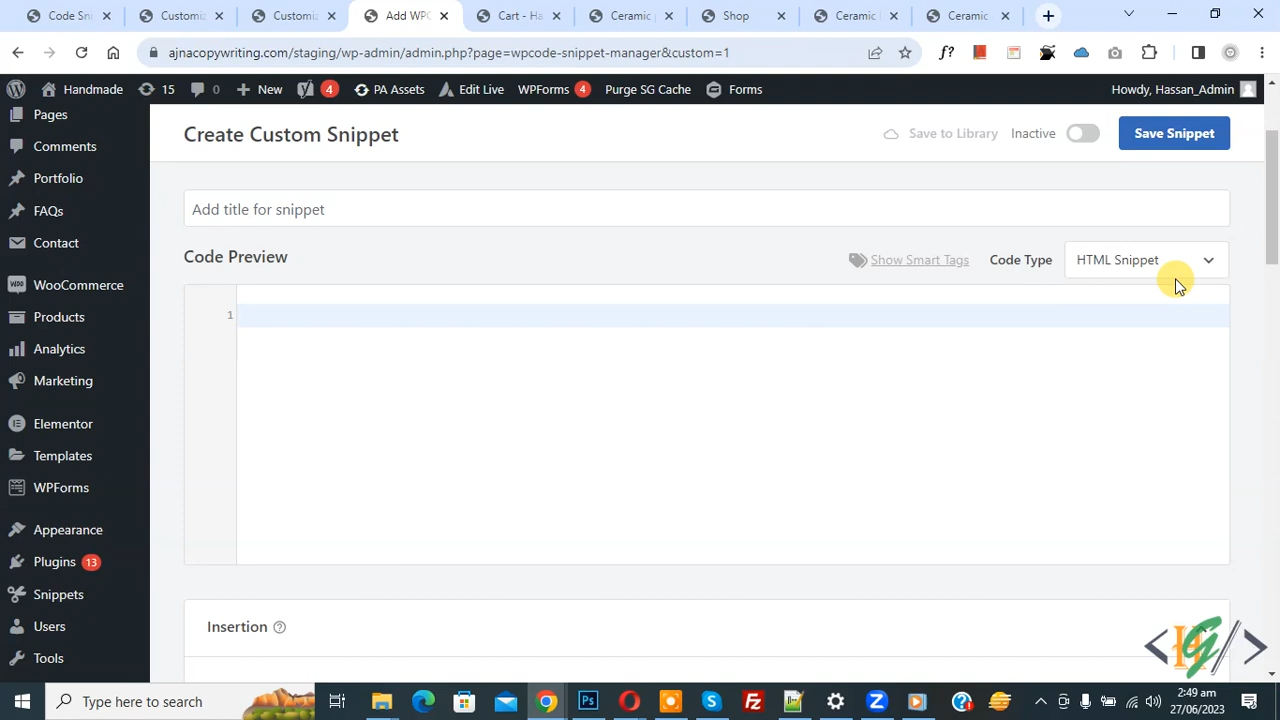 Code Sn
Customiz
Customiz
Add WPC
Cart - Ha
Ceramic
Shop
Ceramic
Ceramic
ajnacopywriting.com/staging/wp-admin/admin.php?page=wpcode-snippet-manager&custom=1
f?
Handmade
15
0
New
4
PA Assets
Edit Live
WPForms 4
Purge SG Cache
Forms
Howdy, Hassan_Admin
Pages
Comments
Portfolio
FAQs
Contact
WooCommerce
Products
Analytics
Marketing
Elementor
Templates
WPForms
Appearance
Plugins 13
Snippets
Users
Tools
Create Custom Snippet
Save to Library
Inactive
Save Snippet
Add title for snippet
Code Preview
Show Smart Tags
Code Type
HTML Snippet
1
Insertion
Type here to search
2:49 am
27/06/2023